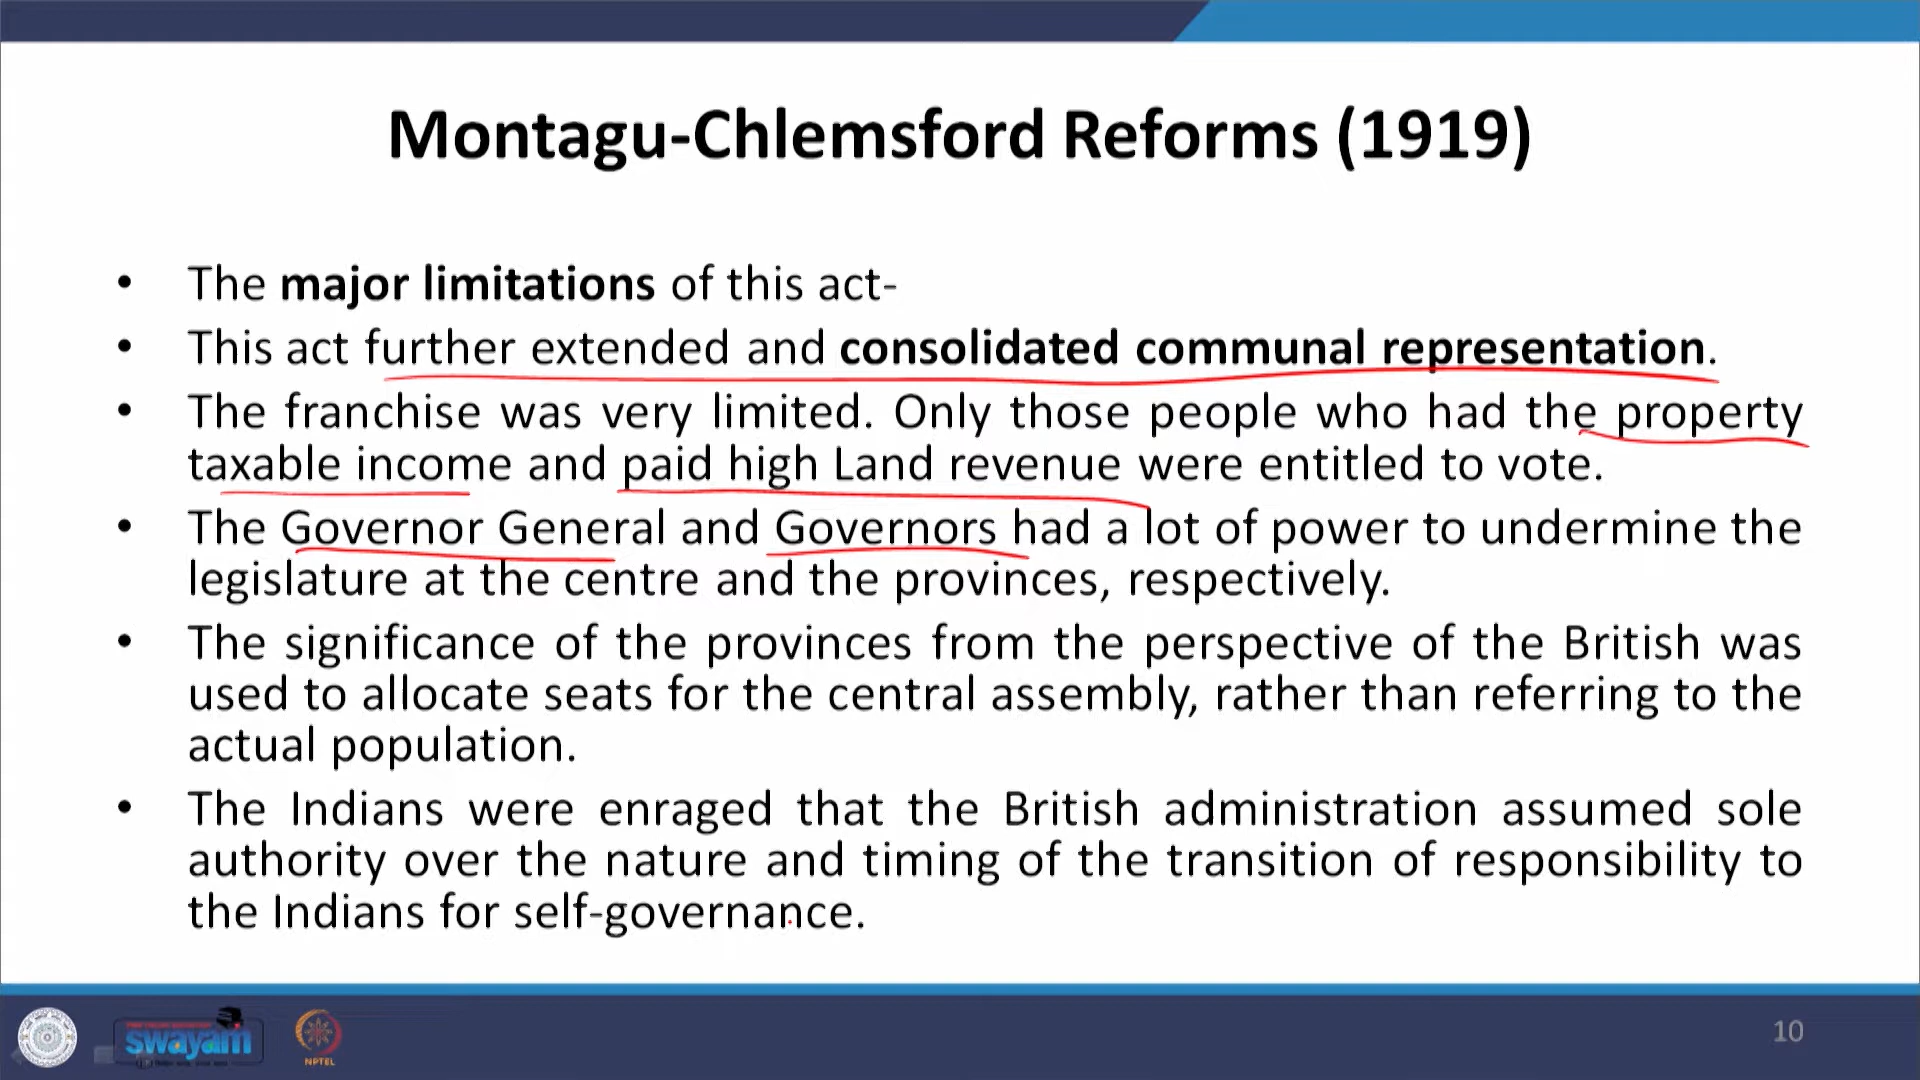 Montagu-Chlemsford Reforms (1919)
• The major limitations of this act-
• This act further extended and consolidated communal representation.
• The franchise was very limited. Only those people who had the property
taxable income and paid high Land revenue were entitled to vote.
• The Governor General and Governors had a lot of power to undermine the
legislature at the centre and the provinces, respectively.
• The significance of the provinces from the perspective of the British was
used to allocate seats for the central assembly, rather than referring to the
actual population.
• The Indians were enraged that the British administration assumed sole
authority over the nature and timing of the transition of responsibility to
the Indians for self-governance.
swayam
NPTEL
10